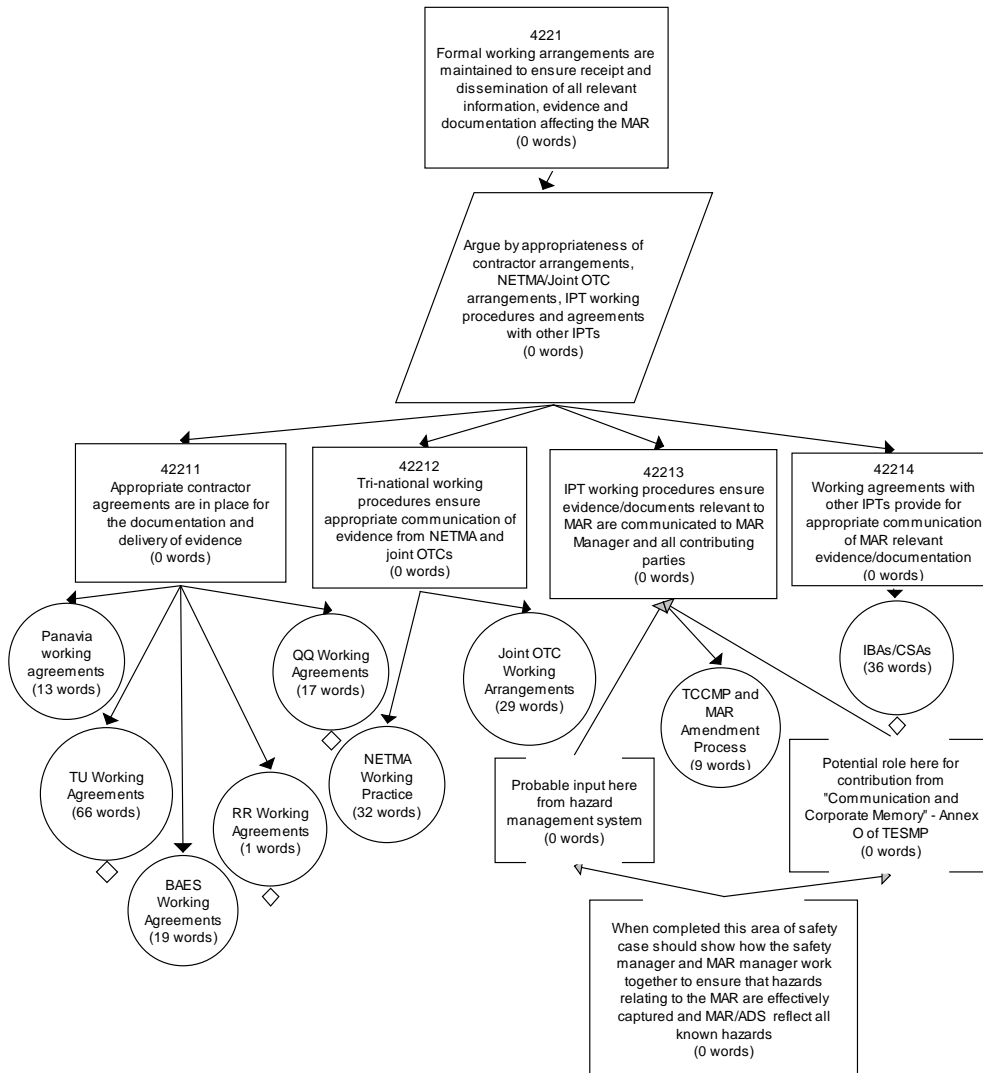 4221
Formal working arrangements are
maintained to ensure receipt and
dissemination of all relevant
information, evidence and
documentation affecting the MAR
(0 words)
Argue by appropriateness of
contractor arrangements,
NETMA/Joint OTC
arrangements, IPT working
procedures and agreements
with other IPTs
(0 words)
42211
Appropriate contractor
agreements are in place for
the documentation and
delivery of evidence
(0 words)
42212
Tri-national working
procedures ensure
appropriate communication of
evidence from NETMA and
joint OTCs
(0 words)
42213
IPT working procedures ensure
evidence/documents relevant
to MAR are communicated to MAR
Manager and all contributing
parties
(0 words)
42214
Working agreements with
other IPTs provide for
appropriate communication
of MAR relevant
evidence/documentation
(0 words)
Panavia
working
agreements
(13 words)
TU Working
Agreements
(66 words)
BAES
Working
Agreements
(19 words)
RR Working
Agreements
(1 word)
QQ Working
Agreements
(17 words)
NETMA
Working
Practice
(32 words)
Joint OTC
Working
Arrangements
(29 words)
TCCMP and
MAR
Amendment
Process
(9 words)
IBAs/CSAs
(36 words)
Probable input here
from hazard
management system
(0 words)
Potential role here for
contribution from
"Communication and
Corporate Memory" - Annex
O of TESMP
(0 words)
When completed this area of safety
case should show how the safety
manager and MAR manager work
together to ensure that hazards
relating to the MAR are effectively
captured and MAR/ADS reflect all
known hazards
(0 words)